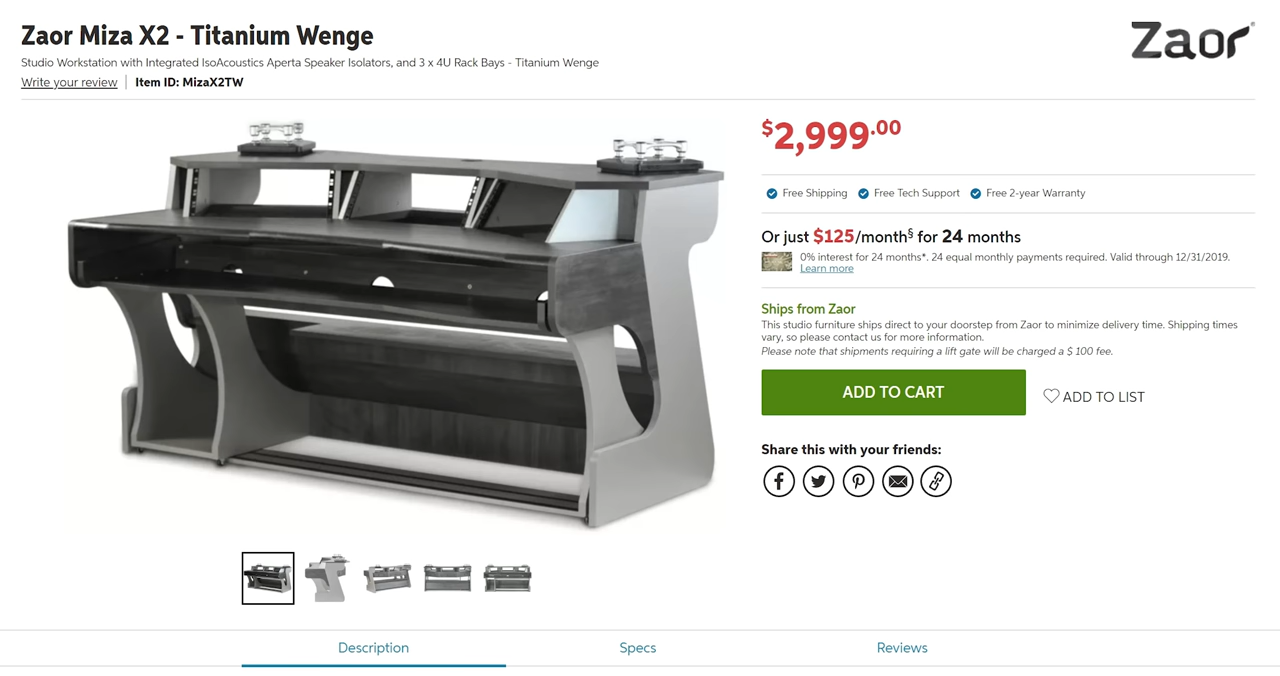 Zaor Miza X2 - Titanium Wenge
Zaor®
Studio Workstation with Integrated IsoAcoustics Aperta Speaker Isolators, and 3 x 4U Rack Bays - Titanium Wenge
Write your review | Item ID: MizaX2TW
$2,999.00
Free Shipping Free Tech Support Free 2-year Warranty
Or just $125/month§ for 24 months
0% interest for 24 months*. 24 equal monthly payments required. Valid through 12/31/2019.
Learn more
Ships from Zaor
This studio furniture ships direct to your doorstep from Zaor to minimize delivery time. Shipping times
vary, so please contact us for more information.
Please note that shipments requiring a lift gate will be charged a $ 100 fee.
ADD TO CART
ADD TO LIST
Share this with your friends:
Description
Specs
Reviews